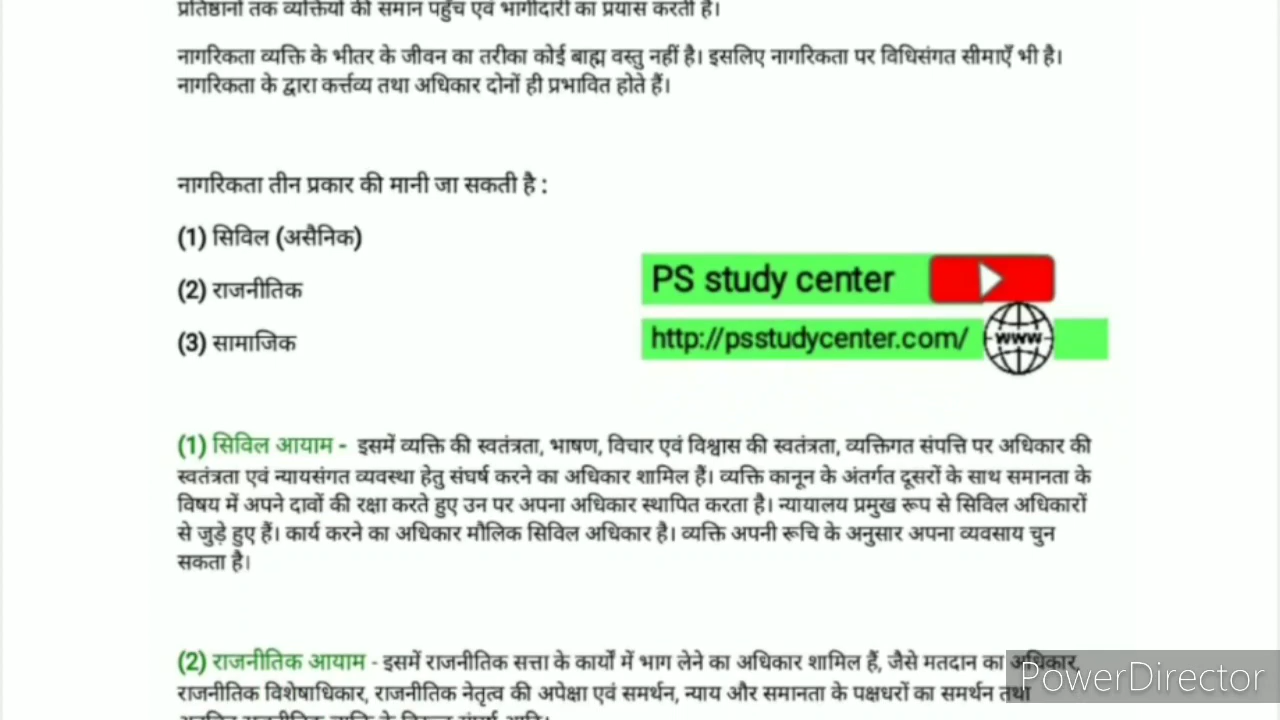 प्रतिष्ठानों तक व्यक्तियों की समान पहुँच एवं भागीदारी का प्रयास करती है।
नागरिकता व्यक्ति के भीतर के जीवन का तरीका कोई बाह्य वस्तु नहीं है। इसलिए नागरिकता पर विधिसंगत सीमाएँ भी है।
नागरिकता के द्वारा कर्त्तव्य तथा अधिकार दोनों ही प्रभावित होते हैं।
नागरिकता तीन प्रकार की मानी जा सकती है :
(1) सिविल (असैनिक)
(2) राजनीतिक
(3) सामाजिक
PS study center
http://psstudycenter.com/
www
(1) सिविल आयाम - इसमें व्यक्ति की स्वतंत्रता, भाषण, विचार एवं विश्वास की स्वतंत्रता, व्यक्तिगत संपत्ति पर अधिकार की
स्वतंत्रता एवं न्यायसंगत व्यवस्था हेतु संघर्ष करने का अधिकार शामिल हैं। व्यक्ति कानून के अंतर्गत दूसरों के साथ समानता के
विषय में अपने दावों की रक्षा करते हुए उन पर अपना अधिकार स्थापित करता है। न्यायालय प्रमुख रूप से सिविल अधिकारों
से जुड़े हुए हैं। कार्य करने का अधिकार मौलिक सिविल अधिकार है। व्यक्ति अपनी रूचि के अनुसार अपना व्यवसाय चुन
सकता है।
(2) राजनीतिक आयाम - इसमें राजनीतिक सत्ता के कार्यों में भाग लेने का अधिकार शामिल हैं, जैसे मतदान का अधिकार,
राजनीतिक विशेषाधिकार, राजनीतिक नेतृत्व की अपेक्षा एवं समर्थन, न्याय और समानता के पक्षधरों का समर्थन तथा
PowerDirector